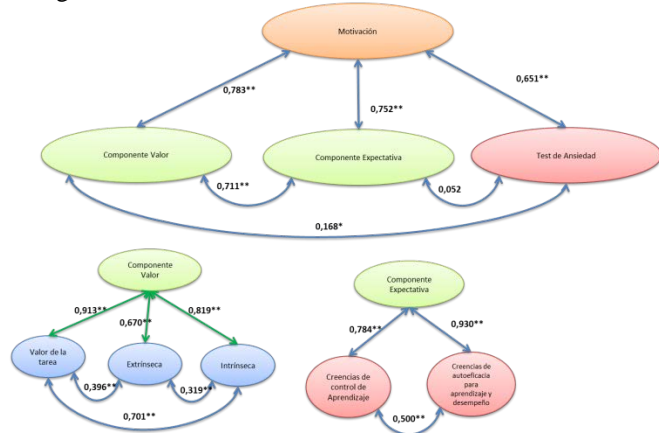 Motivación
0,783**
0,752**
0,651**
Componente Valor
Componente Expectativa
Test de Ansiedad
0,711**
0,052
0,168*
Componente
Valor
0,913**
0,670**
0,819**
Valor de la
tarea
Extrínseca
Intrínseca
0,396**
0,319**
0,701**
Componente
Expectativa
0,784**
0,930**
Creencias de
control de
Aprendizaje
Creencias de
autoeficacia
para
aprendizaje y
desempeño
0,500**